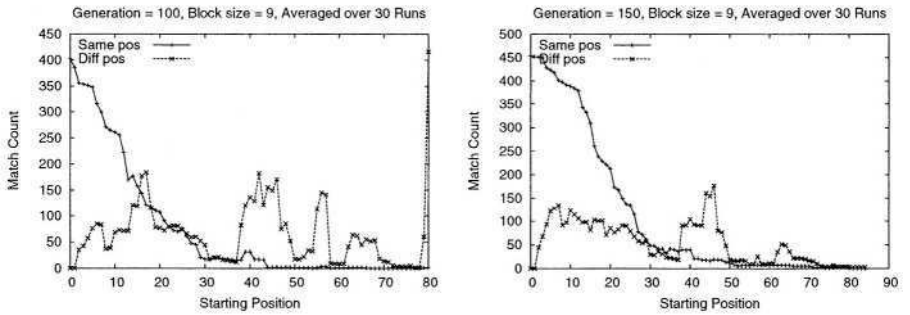 Generation = 100, Block size = 9, Averaged over 30 Runs
450
400
350
300
250
200
150
100
50
0
Same pos
Diff pos
Match Count
0 10 20 30 40 50 60 70 80
Starting Position
Generation = 150, Block size = 9, Averaged over 30 Runs
500
450
400
350
300
250
200
150
100
50
0
Same pos
Diff pos
Match Count
0 10 20 30 40 50 60 70 80 90
Starting Position